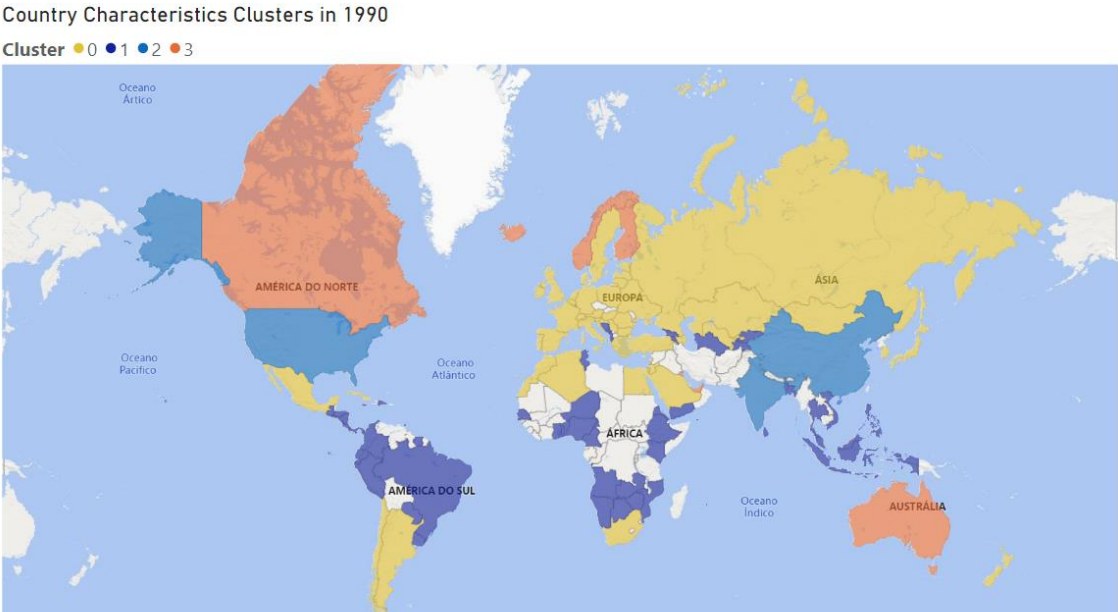 Country Characteristics Clusters in 1990
Cluster 0 1 2 3
Oceano
Ártico
AMÉRICA DO NORTE
EUROPA
ÁSIA
Oceano
Pacífico
Oceano
Atlântico
ÁFRICA
AMÉRICA DO SUL
Oceano
Índico
AUSTRÁLIA